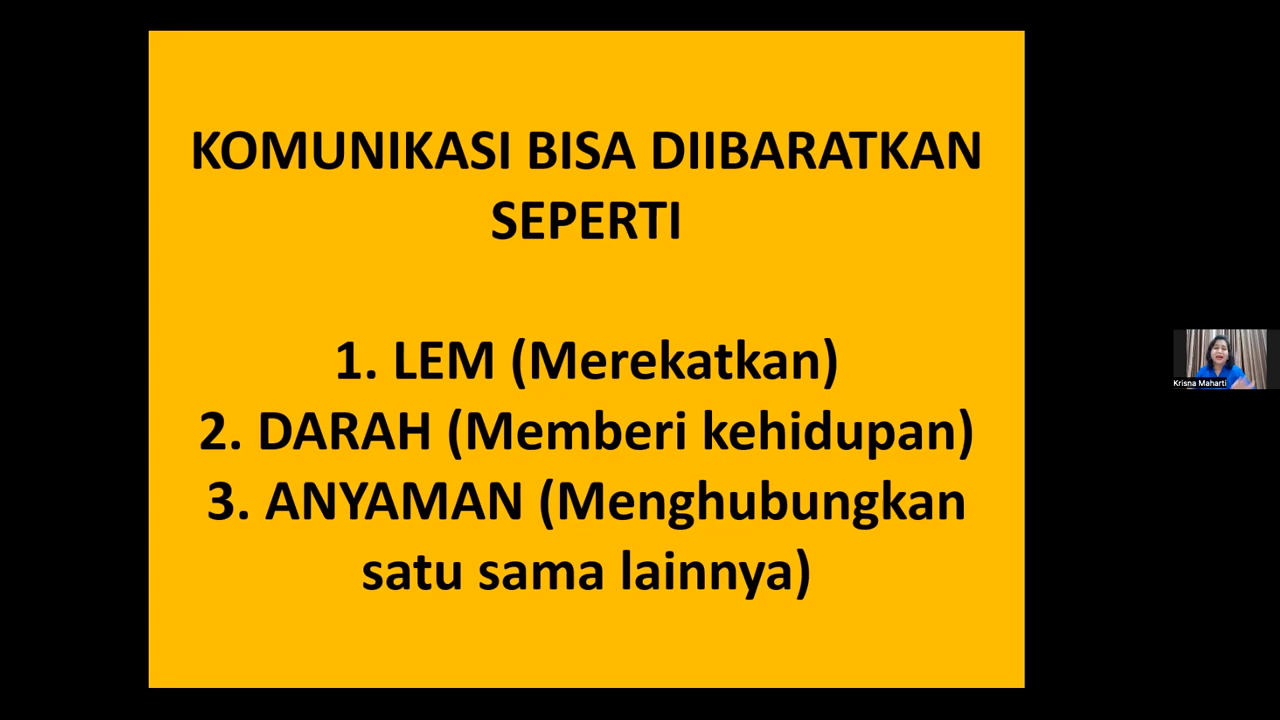 KOMUNIKASI BISA DIIBARATKAN
SEPERTI
1. LEM (Merekatkan)
2. DARAH (Memberi kehidupan)
3. ANYAMAN (Menghubungkan
satu sama lainnya)
Krisna Maharti